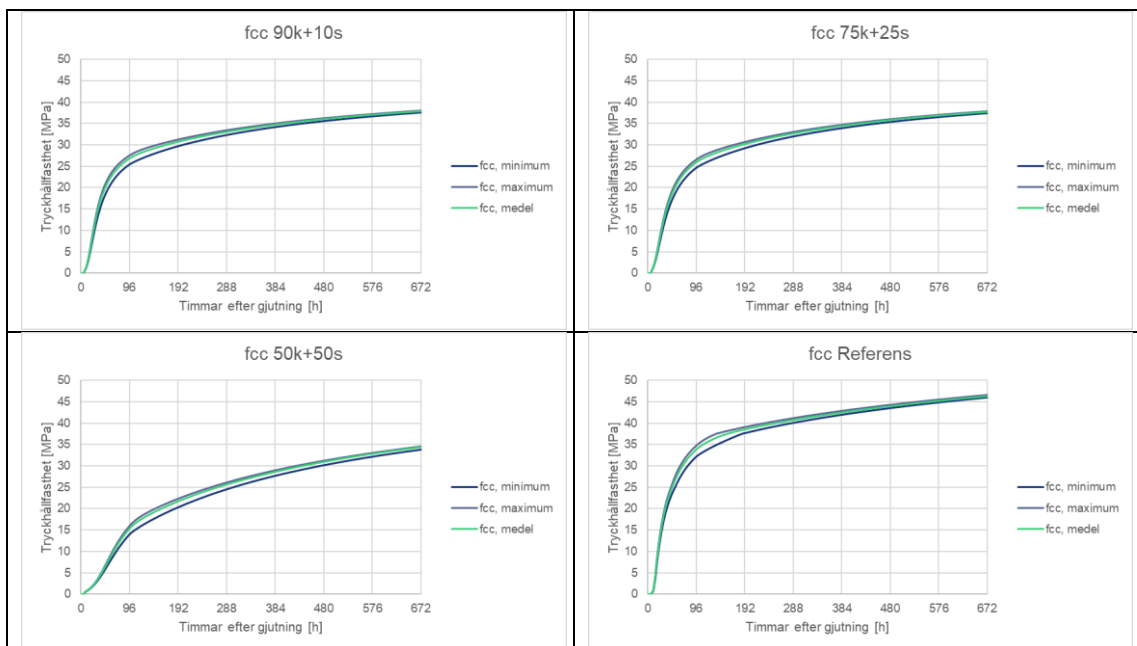 fcc 90k+10s
50
45
40
35
30
25
20
15
10
5
0
Tryckhållfasthet [MPa]
0 96 192 288 384 480 576 672
Timmar efter gjutning [h]
fcc, minimum
fcc, maximum
fcc, medel
fcc 75k+25s
50
45
40
35
30
25
20
15
10
5
0
Tryckhållfasthet [MPa]
0 96 192 288 384 480 576 672
Timmar efter gjutning [h]
fcc, minimum
fcc, maximum
fcc, medel
fcc 50k+50s
50
45
40
35
30
25
20
15
10
5
0
Tryckhållfasthet [MPa]
0 96 192 288 384 480 576 672
Timmar efter gjutning [h]
fcc, minimum
fcc, maximum
fcc, medel
fcc Referens
50
45
40
35
30
25
20
15
10
5
0
Tryckhållfasthet [MPa]
0 96 192 288 384 480 576 672
Timmar efter gjutning [h]
fcc, minimum
fcc, maximum
fcc, medel